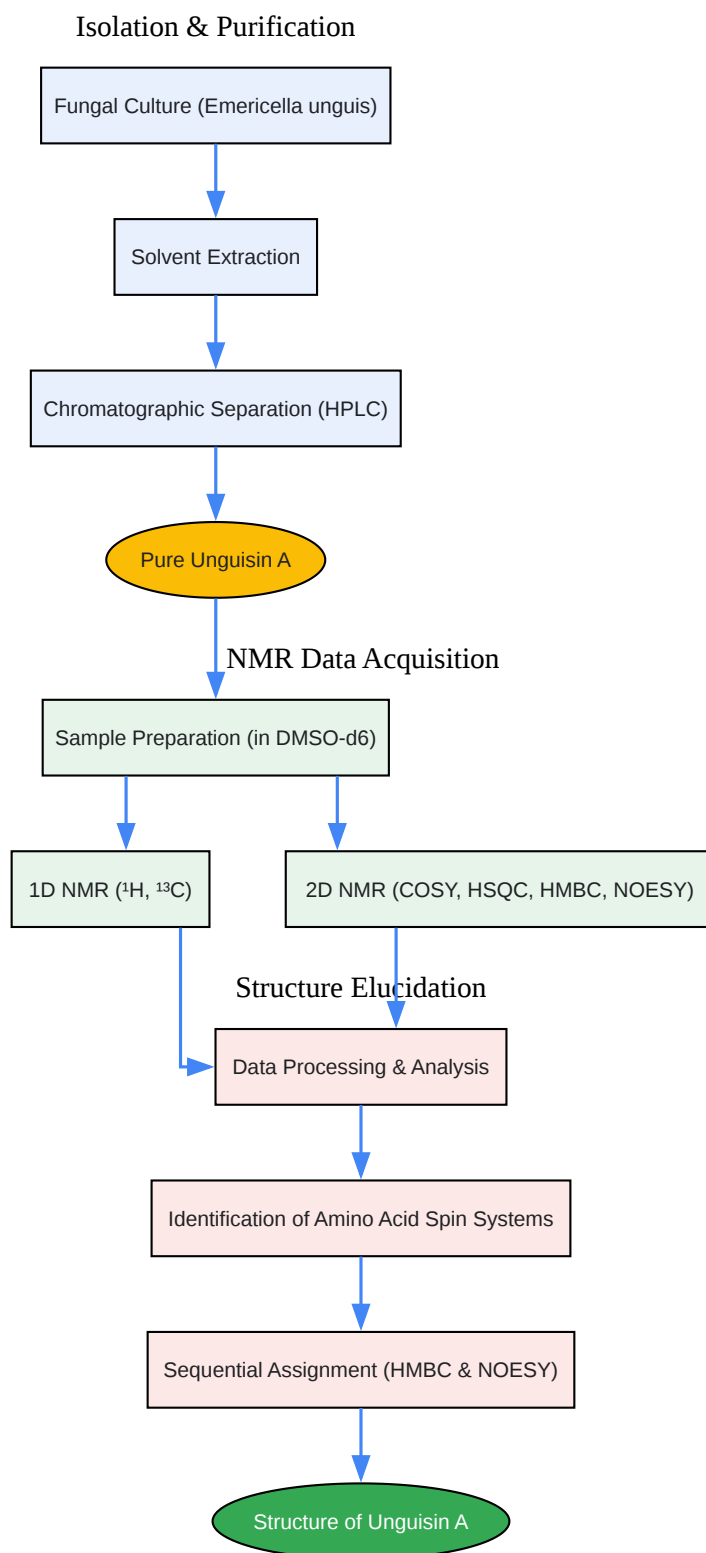 Isolation & Purification
Fungal Culture (Emericella unguis)
Solvent Extraction
Chromatographic Separation (HPLC)
Pure Unguisin A
NMR Data Acquisition
Sample Preparation (in DMSO-d6)
1D NMR (¹H, ¹³C)
2D NMR (COSY, HSQC, HMBC, NOESY)
Structure Elucidation
Data Processing & Analysis
Identification of Amino Acid Spin Systems
Sequential Assignment (HMBC & NOESY)
Structure of Unguisin A